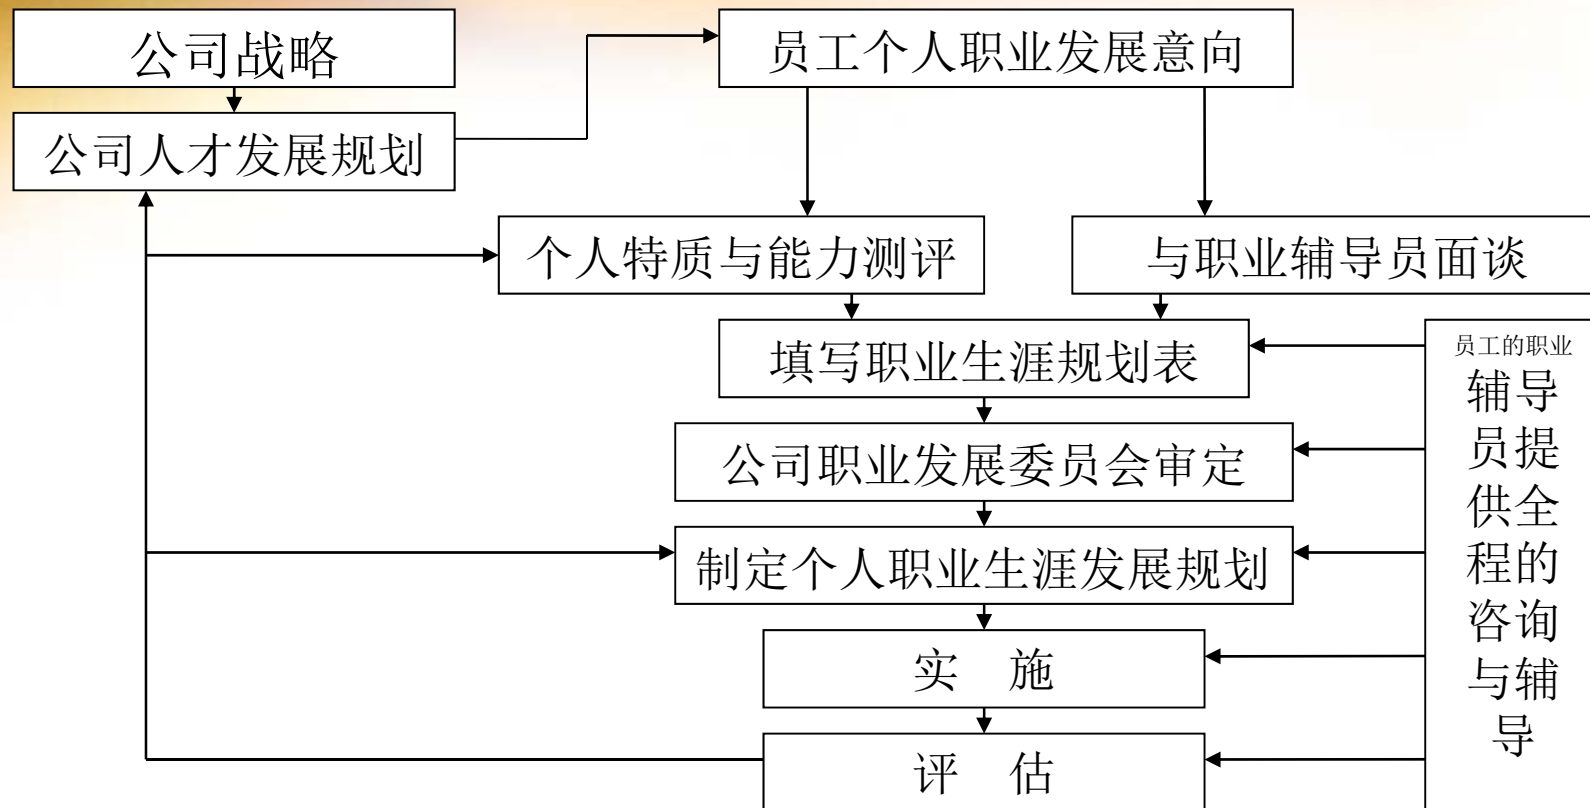 公司战略
员工个人职业发展意向
公司人才发展规划
个人特质与能力测评
与职业辅导员面谈
填写职业生涯规划表
公司职业发展委员会审定
制定个人职业生涯发展规划
实 施
评 估
员工的职业
辅导
员提
供全
程的
咨询
与辅
导